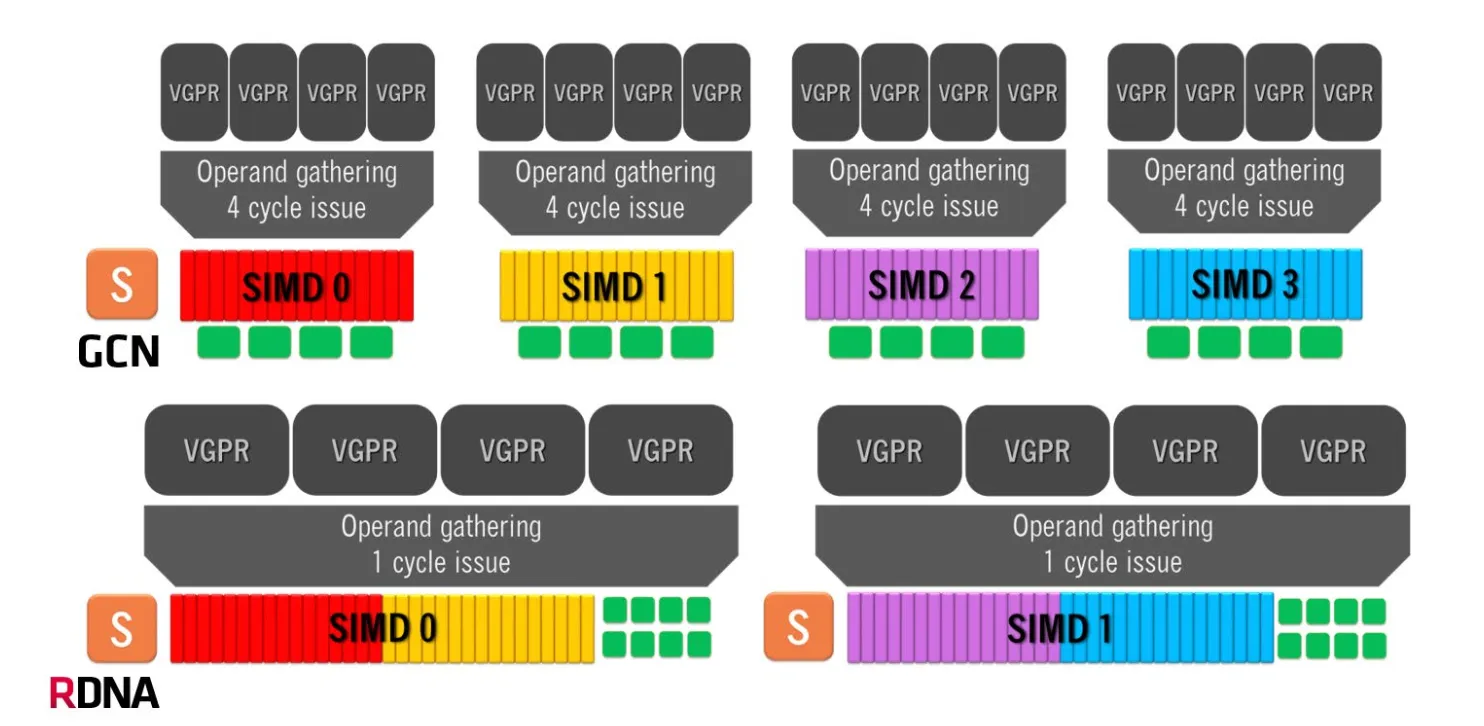 VGPR VGPR VGPR VGPR VGPR VGPR VGPR VGPR VGPR VGPR VGPR VGPR VGPR VGPR VGPR VGPR
Operand gathering
4 cycle issue
Operand gathering
4 cycle issue
Operand gathering
4 cycle issue
Operand gathering
4 cycle issue
S SIMD 0 SIMD 1 SIMD 2 SIMD 3
GCN
VGPR VGPR VGPR VGPR VGPR VGPR VGPR VGPR
Operand gathering
1 cycle issue
Operand gathering
1 cycle issue
S SIMD 0 S SIMD 1
RDNA